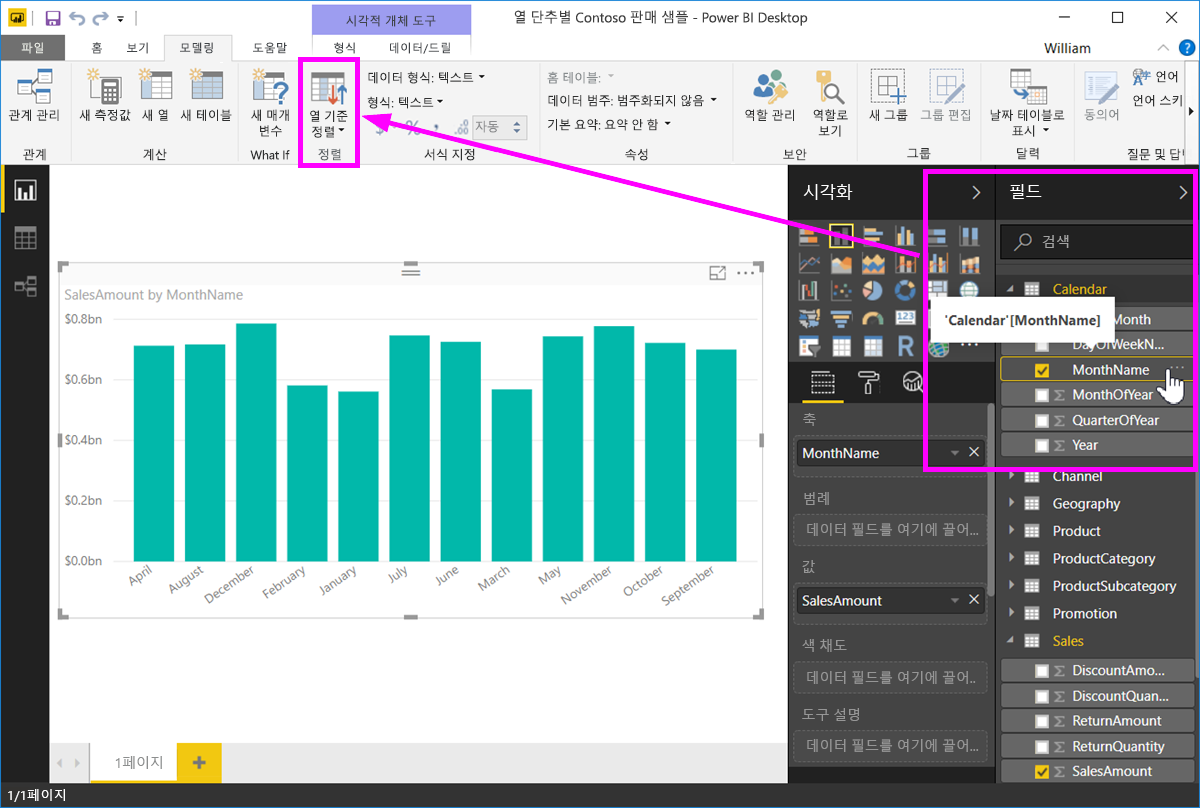 시각적 개체 도구
열 단추별 Contoso 판매 샘플 - Power BI Desktop
파일
홈
보기
모델링
도움말
형식
데이터/드릴
William
관계 관리
관계
새 측정값
새 열
새 테이블
계산
새 매개
변수
What If
열 기준
정렬
정렬
데이터 형식: 텍스트
형식: 텍스트
$ % , .00 자동
서식 지정
홈 테이블:
데이터 범주: 범주화되지 않음
기본 요약: 요약 안 함
속성
역할 관리
역할로
보기
보안
새 그룹
그룹 편집
그룹
날짜 테이블로
표시
달력
동의어
언어
언어 스키
질문 및 답
SalesAmount by MonthName
$0.8bn
$0.6bn
$0.4bn
$0.2bn
$0.0bn
April
August
December
February
January
July
June
March
May
November
October
September
시각화
123
R
축
MonthName
범례
데이터 필드를 여기에 끌어...
값
SalesAmount
색 채도
데이터 필드를 여기에 끌어..
도구 설명
데이터 필드를 여기에 끌어...
필드
검색
Calendar
Month
'Calendar'[MonthName]
DayOfWeekN...
MonthName
MonthOfYear
QuarterOfYear
Year
Channel
Geography
Product
ProductCategory
ProductSubcategory
Promotion
Sales
DiscountAmo...
DiscountQuan...
ReturnAmount
ReturnQuantity
SalesAmount
1페이지
1/1페이지